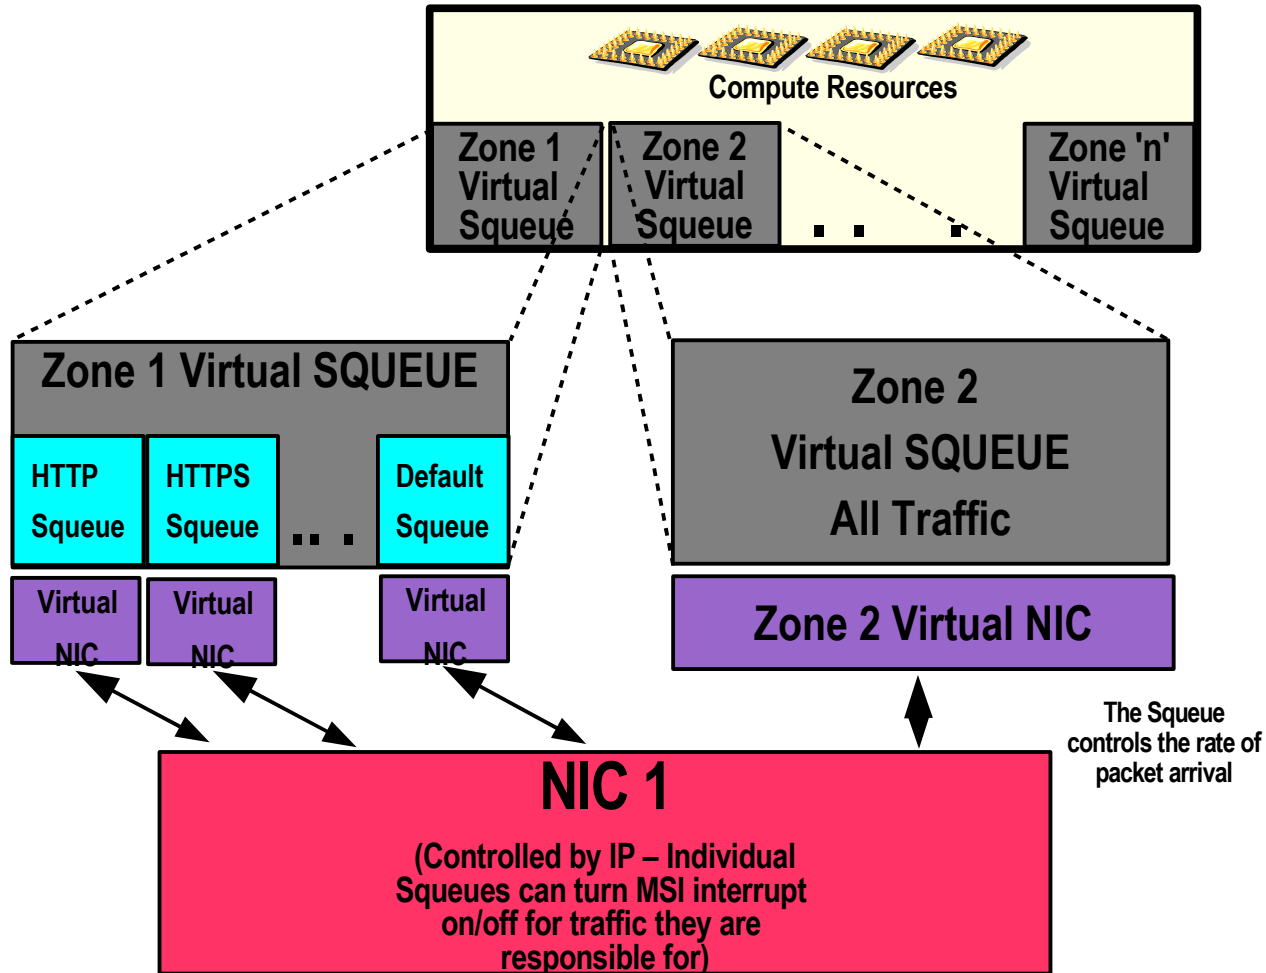 Compute Resources
Zone 1
Virtual
Squeue
Zone 2
Virtual
Squeue
. . .
Zone 'n'
Virtual
Squeue
Zone 1 Virtual SQUEUE
HTTP
Squeue
HTTPS
Squeue
.. .
Default
Squeue
Zone 2
Virtual SQUEUE
All Traffic
Virtual
NIC
Virtual
NIC
Virtual
NIC
Zone 2 Virtual NIC
The Squeue
controls the rate of
packet arrival
NIC 1
(Controlled by IP – Individual
Squeues can turn MSI interrupt
on/off for traffic they are
responsible for)